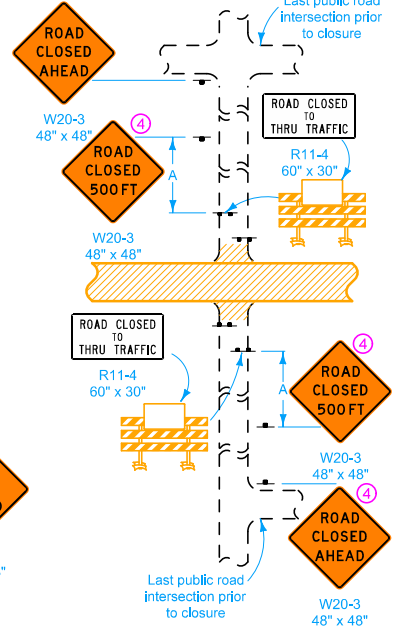 Last public road
intersection prior
to closure
ROAD
CLOSED
AHEAD
W20-3
48" x 48"
4
ROAD
CLOSED
500 FT
W20-3
48" x 48"
A
ROAD CLOSED
TO
THRU TRAFFIC
R11-4
60" x 30"
ROAD CLOSED
TO
THRU TRAFFIC
R11-4
60" x 30"
A
4
ROAD
CLOSED
500 FT
W20-3
48" x 48"
4
ROAD
CLOSED
AHEAD
W20-3
48" x 48"
Last public road
intersection prior
to closure
"